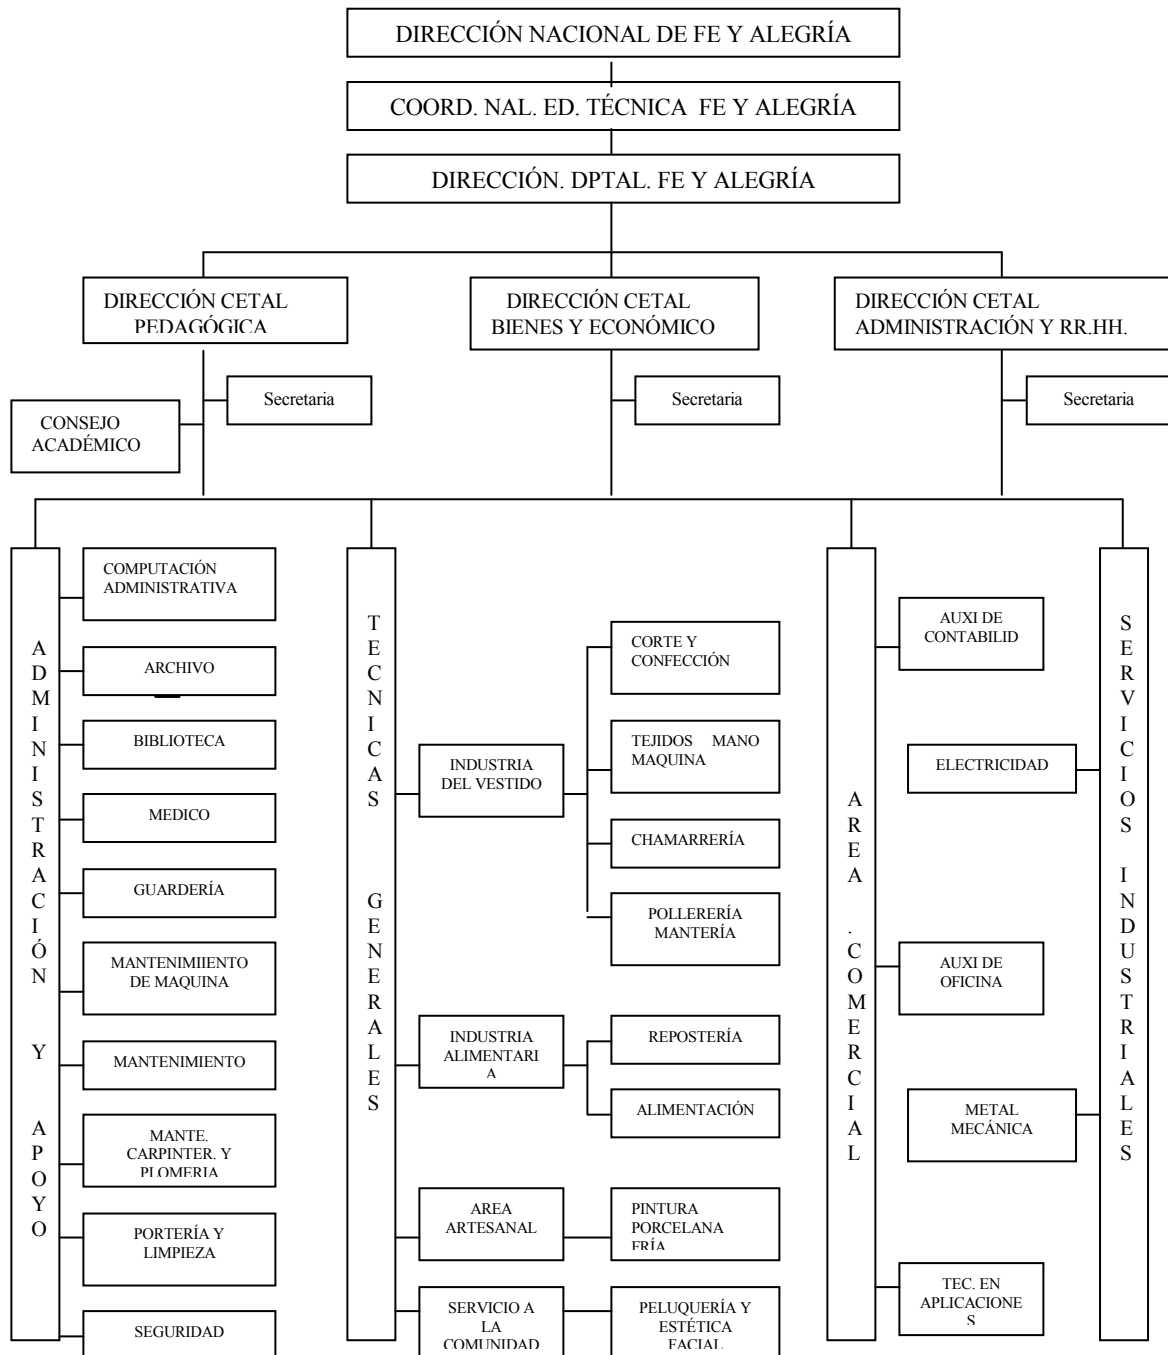 DIRECCIÓN NACIONAL DE FE Y ALEGRÍA
COORD. NAL. ED. TÉCNICA FE Y ALEGRÍA
DIRECCIÓN. DPTAL. FE Y ALEGRÍA
DIRECCIÓN CETAL
PEDAGÓGICA
DIRECCIÓN CETAL
BIENES Y ECONÓMICO
DIRECCIÓN CETAL
ADMINISTRACIÓN Y RR.HH.
Secretaria
Secretaria
Secretaria
CONSEJO
ACADÉMICO
ADMINISTRACIÓN Y APOYO
COMPUTACIÓN
ADMINISTRATIVA
ARCHIVO
BIBLIOTECA
MEDICO
GUARDERÍA
MANTENIMIIENTO
DE MAQUINA
MANTENIMIENTO
MANTE.
CARPINTER. Y
PLOMERIA
PORTERÍA Y
LIMPIEZA
SEGURIDAD
TECNICAS GENERALES
INDUSTRIA
DEL VESTIDO
CORTE Y
CONFECCIÓN
TEJIDOS MANO
MAQUINA
CHAMARRERÍA
POLLERERÍA
MANTERÍA
INDUSTRIA
ALIMENTARI
A
REPOSTERÍA
ALIMENTACIÓN
AREA
ARTESANAL
PINTURA
PORCELANA
FRÍA
SERVICIO A
LA
COMUNIDAD
PELUQUERÍA Y
ESTÉTICA
FACIAL
AREA .COMERCIAL
AUXI DE
CONTABILID
AUXI DE
OFICINA
TEC. EN
APLICACIONE
S
SERVICIOS INDUSTRIALES
ELECTRICIDAD
METAL
MECÁNICA